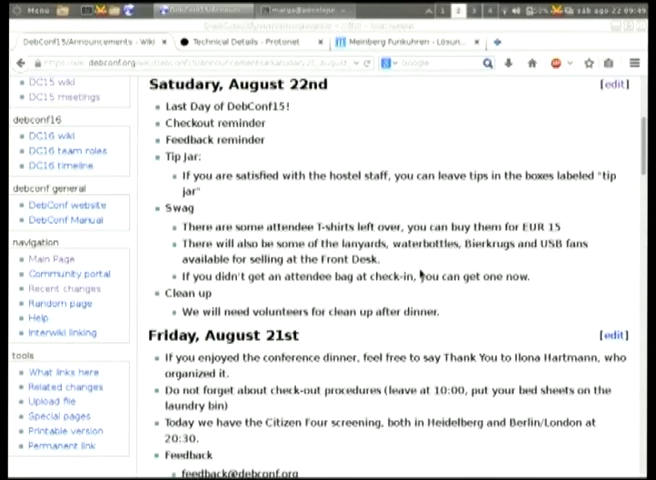 Menu
sáb ago 22 09:49
DebConf15/Announcements - Wiki
Technical Details - Protonet
Meinberg Funkuhren - Lösun...
Google
DC15 wiki
DC15 meetings
debconf16
DC16 wiki
DC16 team roles
DC16 timeline
debconf general
DebConf website
DebConf Manual
navigation
Main Page
Community portal
Recent changes
Random page
Help
Interwiki linking
tools
What links here
Related changes
Upload file
Special pages
Printable version
Permanent link
Satudary, August 22nd
[edit]
Last Day of DebConf15!
Checkout reminder
Feedback reminder
Tip Jar:
If you are satisfied with the hostel staff, you can leave tips in the boxes labeled "tip
jar"
Swag
There are some attendee T-shirts left over, you can buy them for EUR 15
There will also be some of the lanyards, waterbottles, Bierkrugs and USB fans
available for selling at the Front Desk.
If you didn't get an attendee bag at check-in, you can get one now.
Clean up
We will need volunteers for clean up after dinner.
Friday, August 21st
[edit]
If you enjoyed the conference dinner, feel free to say Thank You to Ilona Hartmann, who
organized it.
Do not forget about check-out procedures (leave at 10:00, put your bed sheets on the
laundry bin)
Today we have the Citizen Four screening, both in Heidelberg and Berlin/London at
20:30.
Feedback
feedback@debconf.org